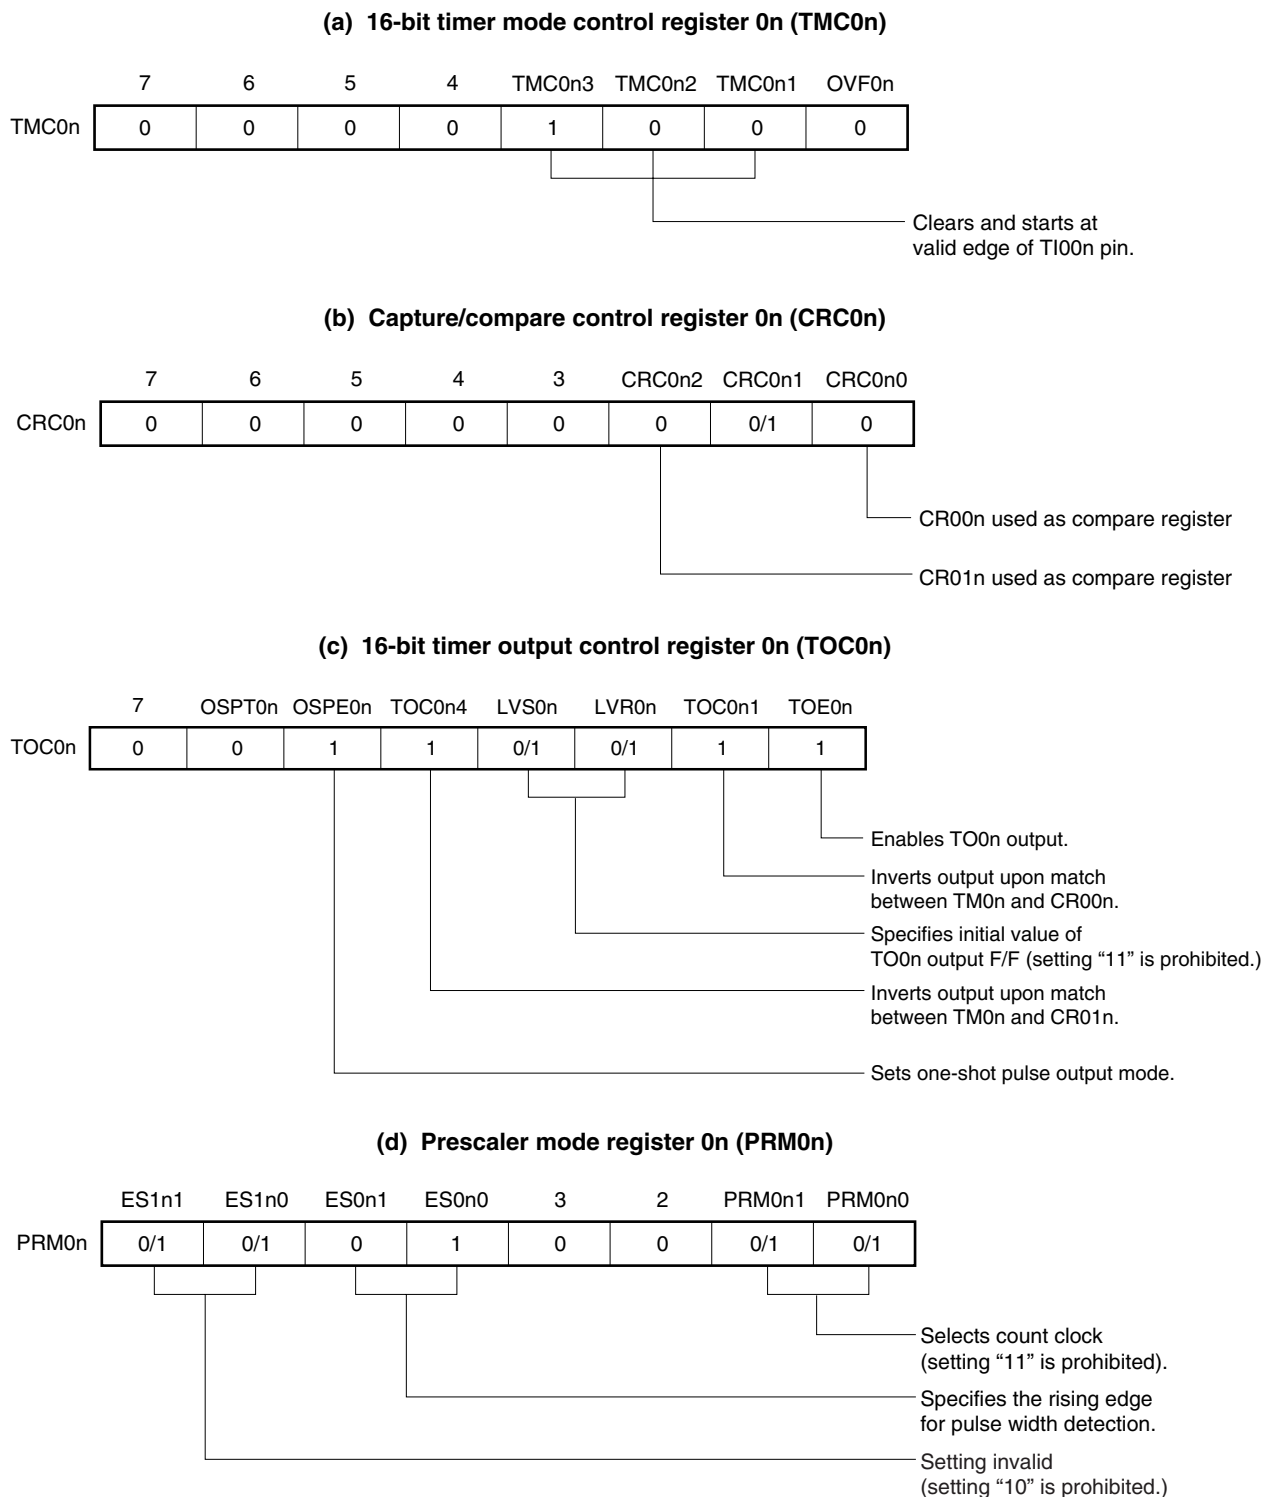 (a) 16-bit timer mode control register 0n (TMC0n)
7 6 5 4 TMC0n3 TMC0n2 TMC0n1 OVF0n
TMC0n 0 0 0 0 1 0 0 0
Clears and starts at
valid edge of TI00n pin.
(b) Capture/compare control register 0n (CRC0n)
7 6 5 4 3 CRC0n2 CRC0n1 CRC0n0
CRC0n 0 0 0 0 0 0 0/1 0
CR00n used as compare register
CR01n used as compare register
(c) 16-bit timer output control register 0n (TOC0n)
7 OSPT0n OSPE0n TOC0n4 LVS0n LVR0n TOC0n1 TOE0n
TOC0n 0 0 1 1 0/1 0/1 1 1
Enables TO0n output.
Inverts output upon match
between TM0n and CR00n.
Specifies initial value of
TO0n output F/F (setting “11” is prohibited.)
Inverts output upon match
between TM0n and CR01n.
Sets one-shot pulse output mode.
(d) Prescaler mode register 0n (PRM0n)
ES1n1 ES1n0 ES0n1 ES0n0 3 2 PRM0n1 PRM0n0
PRM0n 0/1 0/1 0 1 0 0 0/1 0/1
Selects count clock
(setting “11” is prohibited).
Specifies the rising edge
for pulse width detection.
Setting invalid
(setting “10” is prohibited.)